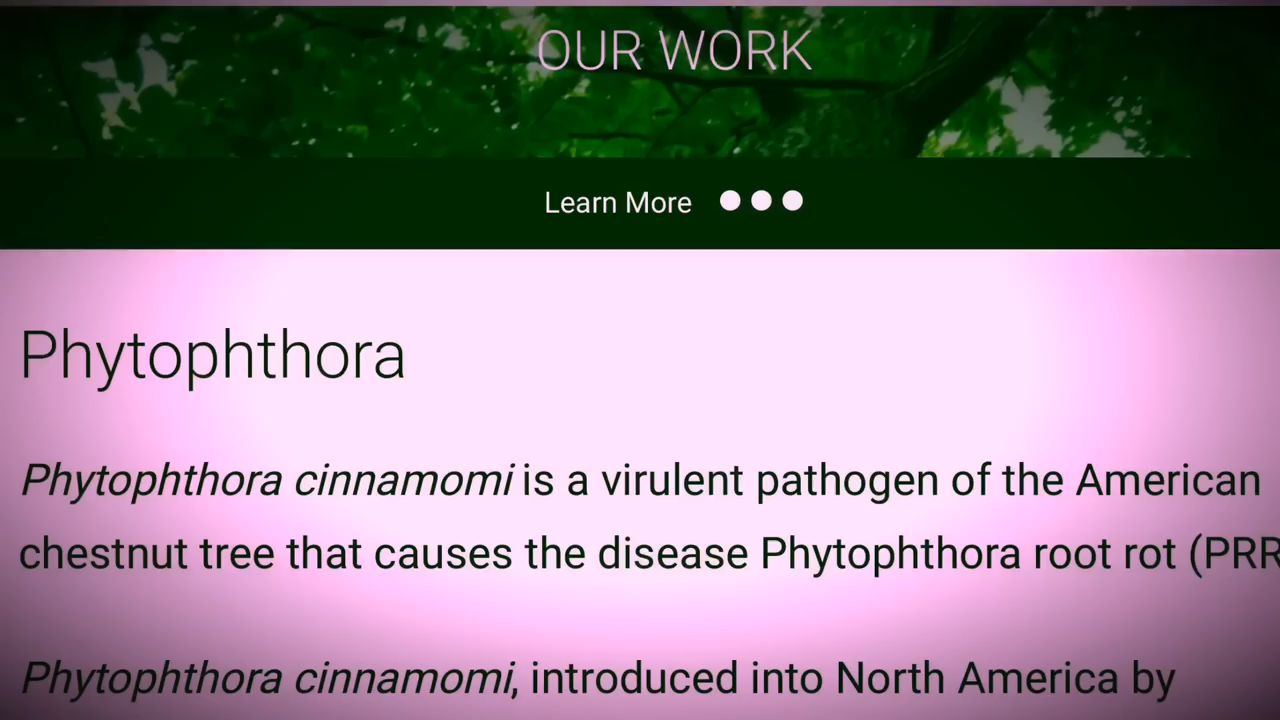 OUR WORK
Learn More
Phytophthora
Phytophthora cinnamomi is a virulent pathogen of the American
chestnut tree that causes the disease Phytophthora root rot (PRR
Phytophthora cinnamomi, introduced into North America by